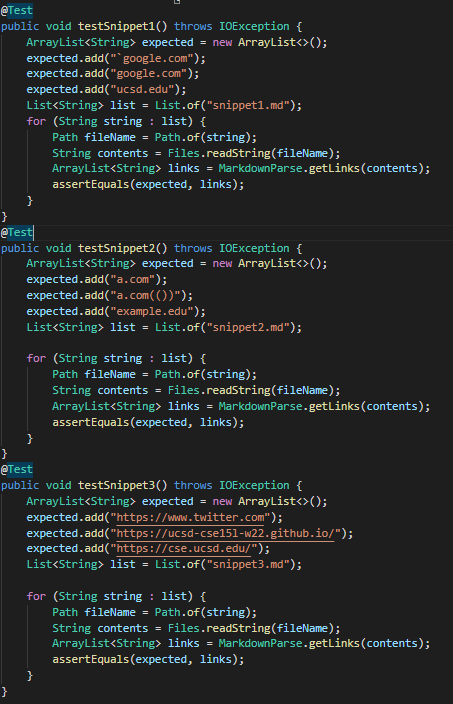 @Test
public void testSnippet1() throws IOException {
    ArrayList<String> expected = new ArrayList<>();
    expected.add("`google.com");
    expected.add("google.com");
    expected.add("ucsd.edu");
    List<String> list = List.of("snippet1.md");
    for (String string : list) {
        Path fileName = Path.of(string);
        String contents = Files.readString(fileName);
        ArrayList<String> links = MarkdownParse.getLinks(contents);
        assertEquals(expected, links);
    }
}
@Test
public void testSnippet2() throws IOException {
    ArrayList<String> expected = new ArrayList<>();
    expected.add("a.com");
    expected.add("a.com(())");
    expected.add("example.edu");
    List<String> list = List.of("snippet2.md");

    for (String string : list) {
        Path fileName = Path.of(string);
        String contents = Files.readString(fileName);
        ArrayList<String> links = MarkdownParse.getLinks(contents);
        assertEquals(expected, links);
    }
}
@Test
public void testSnippet3() throws IOException {
    ArrayList<String> expected = new ArrayList<>();
    expected.add("https://www.twitter.com");
    expected.add("https://ucsd-cse15l-w22.github.io/");
    expected.add("https://cse.ucsd.edu/");
    List<String> list = List.of("snippet3.md");

    for (String string : list) {
        Path fileName = Path.of(string);
        String contents = Files.readString(fileName);
        ArrayList<String> links = MarkdownParse.getLinks(contents);
        assertEquals(expected, links);
    }
}